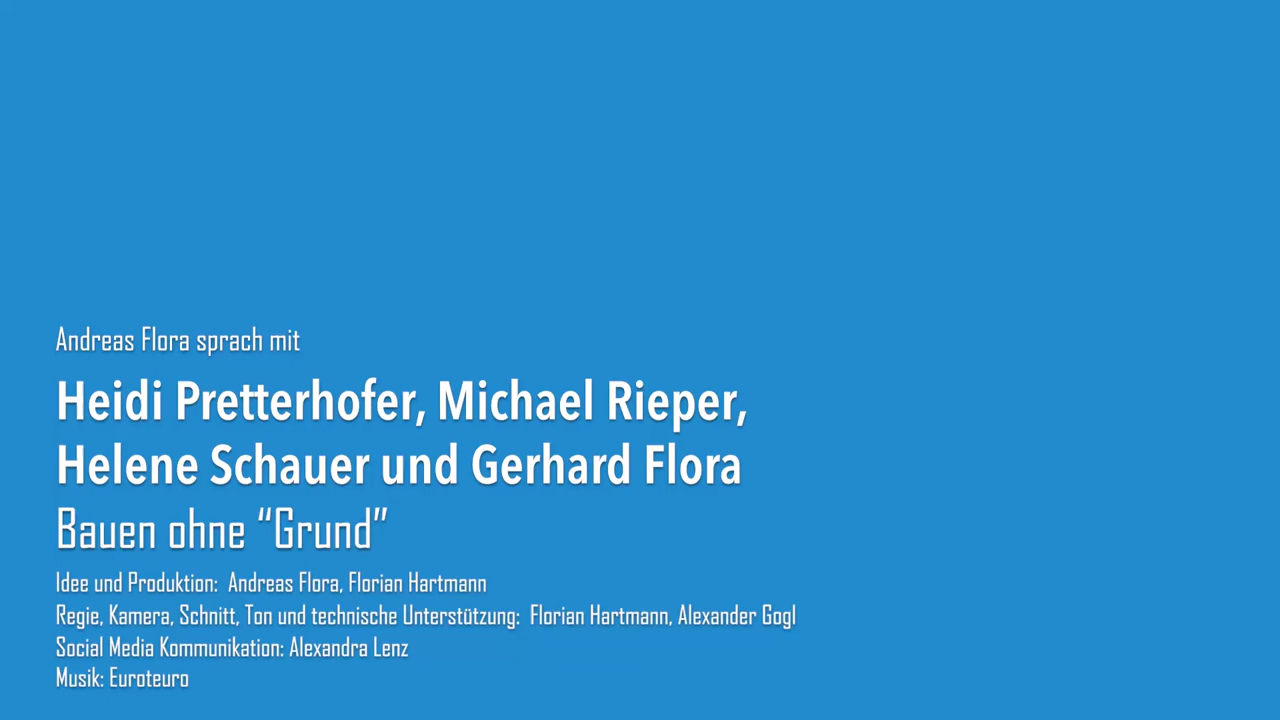 Andreas Flora sprach mit
Heidi Pretterhofer, Michael Rieper,
Helene Schauer und Gerhard Flora
Bauen ohne “Grund”
Idee und Produktion: Andreas Flora, Florian Hartmann
Regie, Kamera, Schnitt, Ton und technische Unterstützung: Florian Hartmann, Alexander Gogl
Social Media Kommunikation: Alexandra Lenz
Musik: Euroteuro